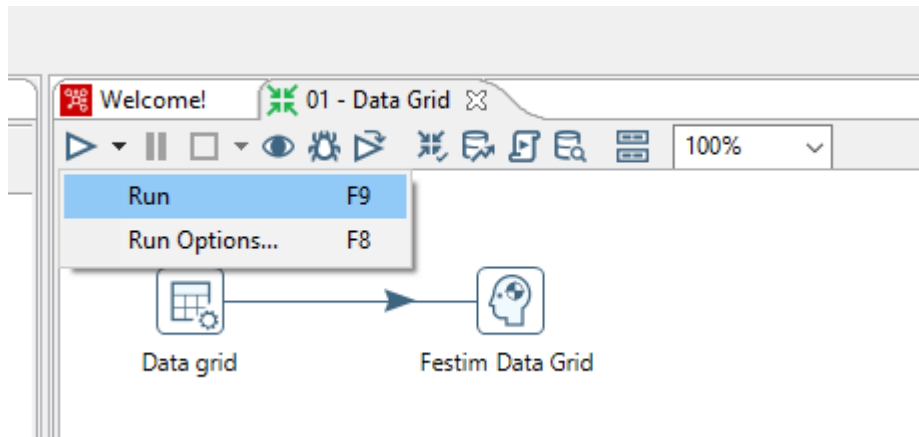 Welcome! 01 - Data Grid
100%
Run F9
Run Options... F8
Data grid Festim Data Grid